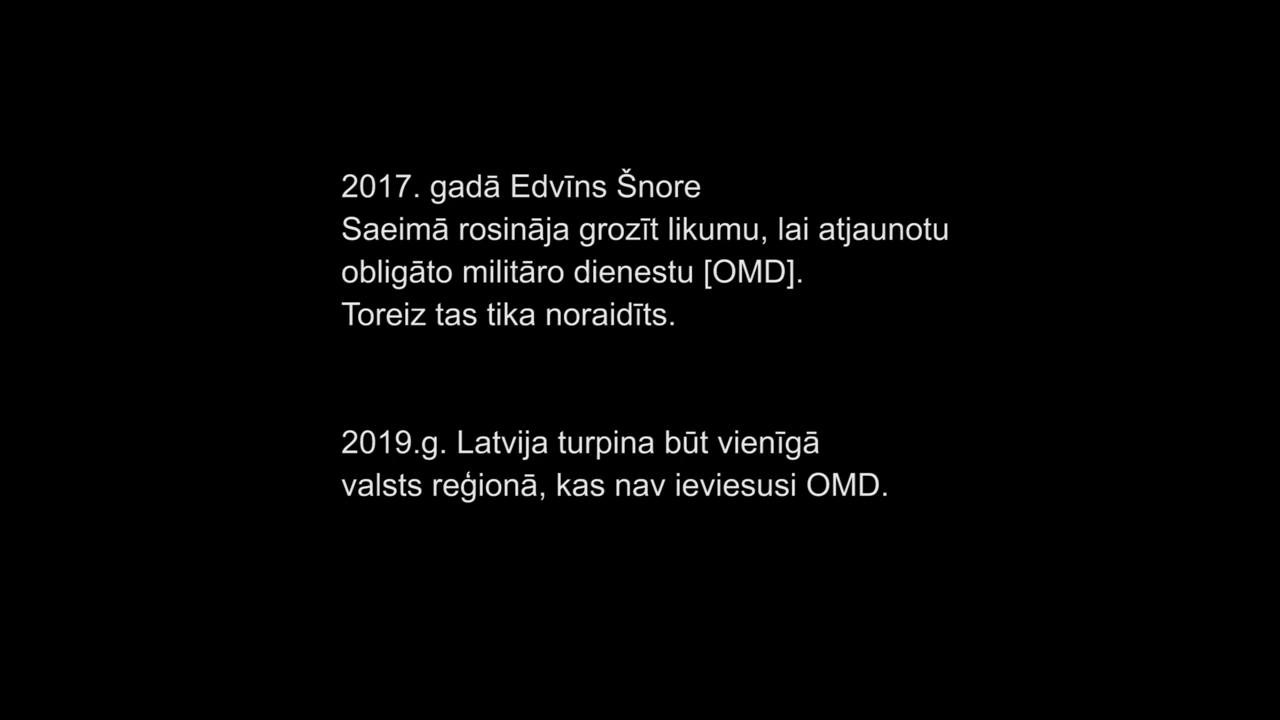 2017. gadā Edvīns Šnore
Saeimā rosināja grozīt likumu, lai atjaunotu
obligāto militāro dienestu [OMD].
Toreiz tas tika noraidīts.
2019.g. Latvija turpina būt vienīgā
valsts reģionā, kas nav ieviesusi OMD.